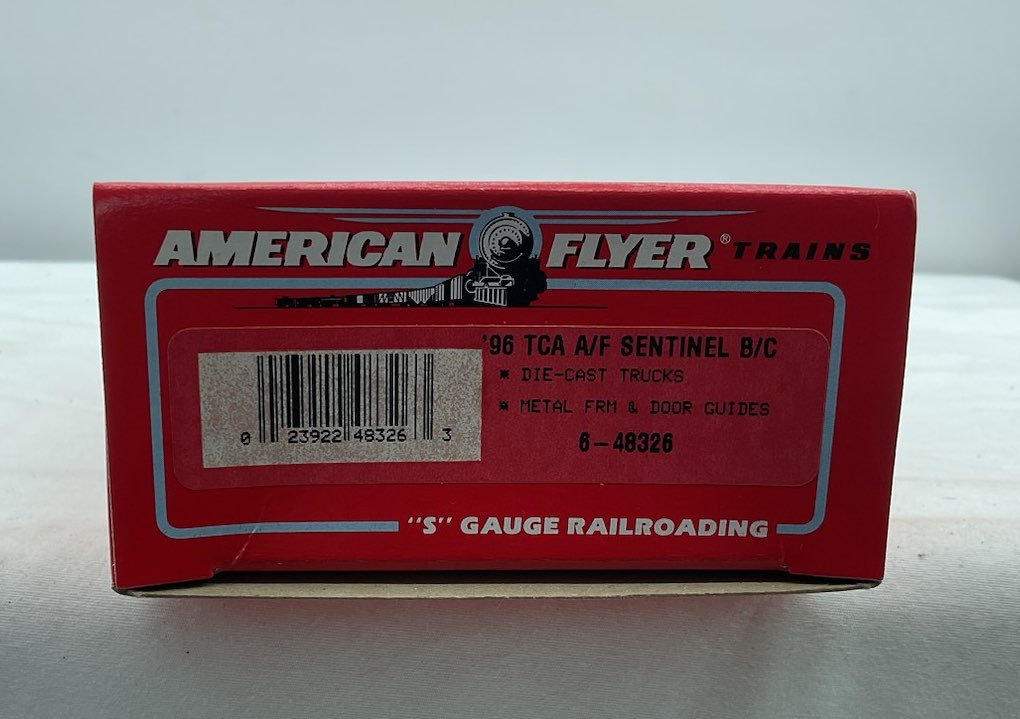 AMERICAN FLYER® TRAINS
'96 TCA A/F SENTINEL B/C
* DIE-CAST TRUCKS
* METAL FRM & DOOR GUIDES
6-48326
0 23922 48326 3
"S" GAUGE RAILROADING